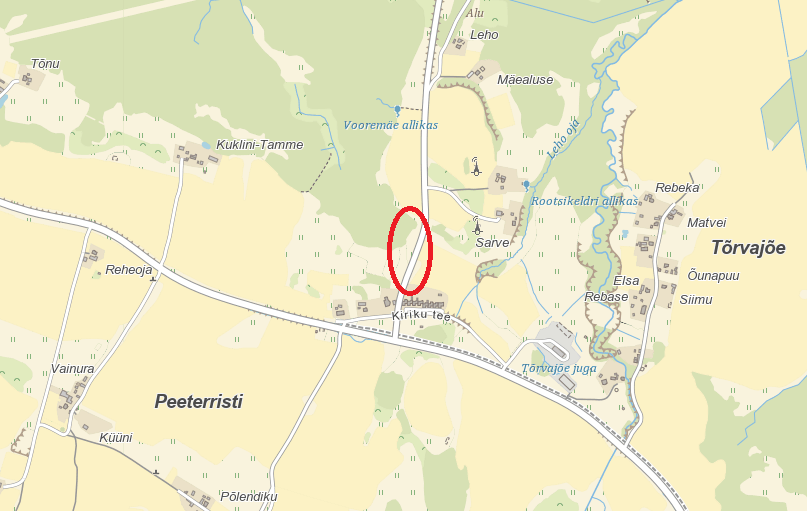 Alu
Leho
Tõnu
Mäealuse
Vooremäe allikas
Leho oja
Kuklini-Tamme
Rebeka
Rootsikeldri allikas
Matvei
Sarve
Tõrvajõe
Reheoja
Õunapuu
Elsa
Rebase
Siimu
Kiriku tee
Vainura
Tõrvajõe juga
Peeterristi
Küüni
Põlendiku